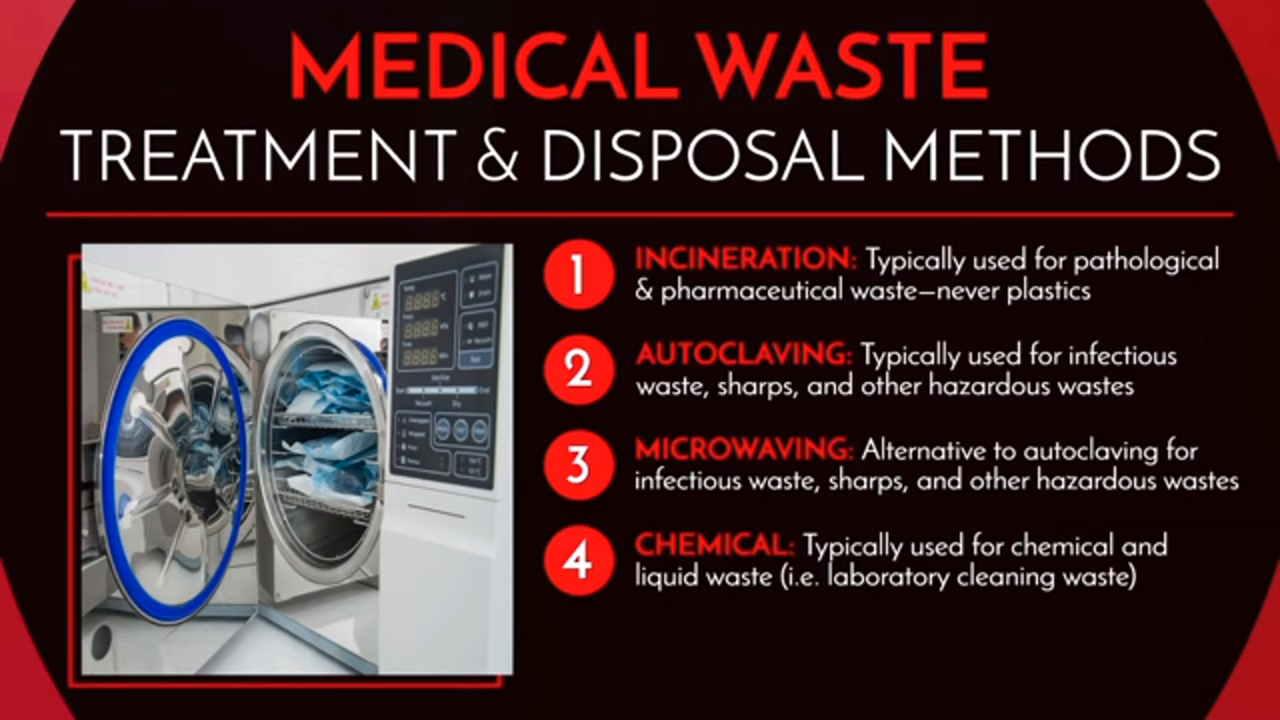 MEDICAL WASTE
TREATMENT & DISPOSAL METHODS
1 INCINERATION: Typically used for pathological
& pharmaceutical waste—never plastics
2 AUTOCLAVING: Typically used for infectious
waste, sharps, and other hazardous wastes
3 MICROWAVING: Alternative to autoclaving for
infectious waste, sharps, and other hazardous wastes
4 CHEMICAL: Typically used for chemical and
liquid waste (i.e. laboratory cleaning waste)